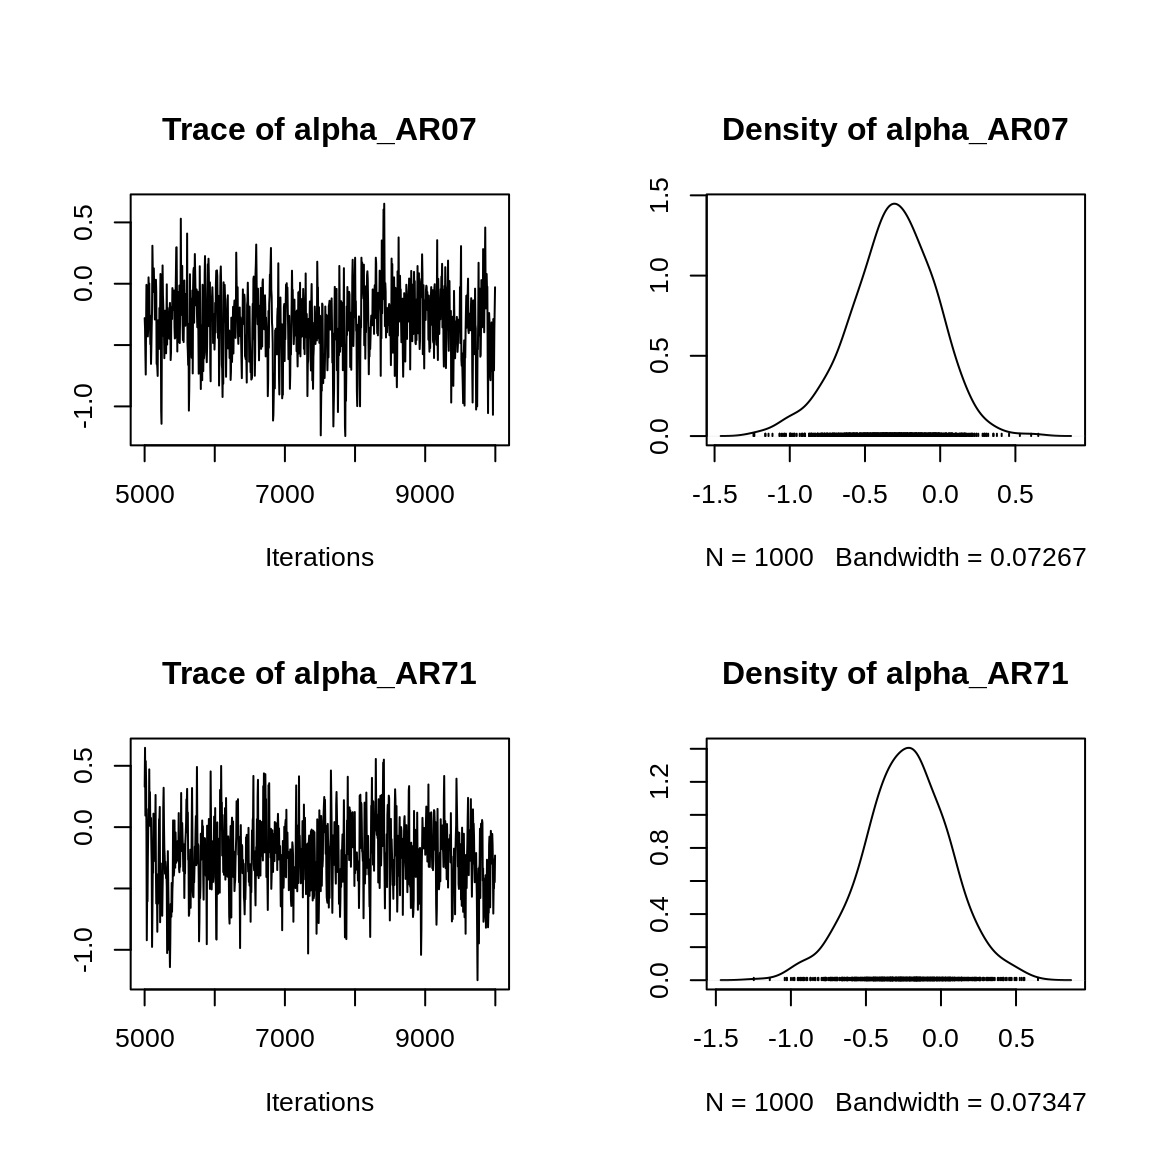 Trace of alpha_AR07
0.5
0.0
-1.0
5000 7000 9000
Iterations
Density of alpha_AR07
1.5
1.0
0.5
0.0
-1.5 -1.0 -0.5 0.0 0.5
N = 1000 Bandwidth = 0.07267
Trace of alpha_AR71
0.5
0.0
-1.0
5000 7000 9000
Iterations
Density of alpha_AR71
1.2
0.8
0.4
0.0
-1.5 -1.0 -0.5 0.0 0.5
N = 1000 Bandwidth = 0.07347